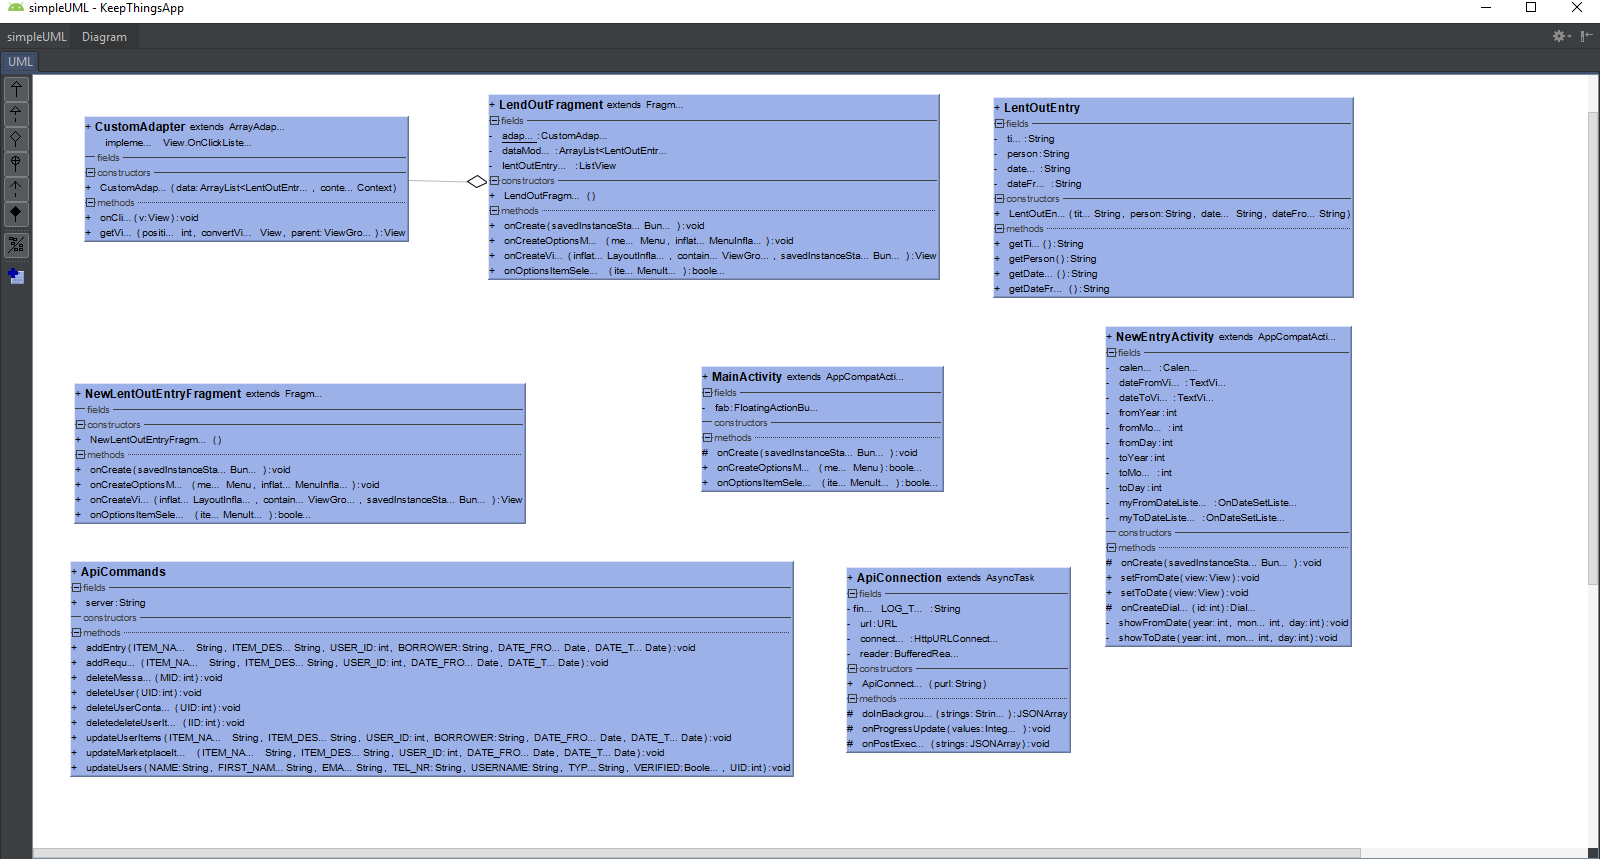 simpleUML - KeepThingsApp
simpleUML Diagram
UML
+ CustomAdapter extends ArrayAdap...
impleme... View.OnClickListe...
fields
constructors
+ CustomAdap... (data: ArrayList<LentOutEntr... , conte... Context)
methods
+ onCli... (v: View) : void
+ getVi... (positi... int, convertVi... View, parent: ViewGro... ) : View
+ LendOutFragment extends Fragm...
fields
- adap... : CustomAdap...
- dataMod... : ArrayList<LentOutEntr...
- lentOutEntry... : ListView
constructors
+ LendOutFragm... ()
methods
+ onCreate (savedInstanceSta... Bun... ) : void
+ onCreateOptionsM... (me... Menu, inflat... MenuInfla... ) : void
+ onCreateVi... (inflat... LayoutInfla... , contain... ViewGro... , savedInstanceSta... Bun... ) : View
+ onOptionsItemSele... (ite... MenuIt... ) : boole...
+ LentOutEntry
fields
- ti... : String
- person: String
- date... : String
- dateFr... : String
constructors
+ LentOutEn... (tit... String, person: String, date... String, dateFro... String)
methods
+ getTi... () : String
+ getPerson () : String
+ getDate... () : String
+ getDateFr... () : String
+ NewLentOutEntryFragment extends Fragm...
fields
constructors
+ NewLentOutEntryFragm... ()
methods
+ onCreate (savedInstanceSta... Bun... ) : void
+ onCreateOptionsM... (me... Menu, inflat... MenuInfla... ) : void
+ onCreateVi... (inflat... LayoutInfla... , contain... ViewGro... , savedInstanceSta... Bun... ) : View
+ onOptionsItemSele... (ite... MenuIt... ) : boole...
+ MainActivity extends AppCompatActi...
fields
- fab: FloatingActionBu...
constructors
methods
# onCreate (savedInstanceSta... Bun... ) : void
+ onCreateOptionsM... (me... Menu) : boole...
+ onOptionsItemSele... (ite... MenuIt... ) : boole...
+ NewEntryActivity extends AppCompatActi...
fields
- calen... : Calen...
- dateFromVi... : TextVi...
- dateToVi... : TextVi...
- fromYear: int
- fromMo... : int
- fromDay: int
- toYear: int
- toMo... : int
- toDay: int
- myFromDateListe... : OnDateSetListe...
- myToDateListe... : OnDateSetListe...
constructors
methods
# onCreate (savedInstanceSta... Bun... ) : void
+ setFromDate (view: View) : void
+ setToDate (view: View) : void
# onCreateDial... (id: int) : Dial...
- showFromDate (year: int, mon... int, day: int) : void
- showToDate (year: int, mon... int, day: int) : void
+ ApiCommands
fields
+ server: String
constructors
methods
+ addEntry (ITEM_NA... String, ITEM_DES... String, USER_ID: int, BORROWER: String, DATE_FRO... Date, DATE_T... Date) : void
+ addRequ... (ITEM_NA... String, ITEM_DES... String, USER_ID: int, DATE_FRO... Date, DATE_T... Date) : void
+ deleteMessa... (MID: int) : void
+ deleteUser (UID: int) : void
+ deleteUserConta... (UID: int) : void
+ deletedeleteUserIt... (IID: int) : void
+ updateUserItems (ITEM_NA... String, ITEM_DES... String, USER_ID: int, BORROWER: String, DATE_FRO... Date, DATE_T... Date) : void
+ updateMarketplaceIt... (ITEM_NA... String, ITEM_DES... String, USER_ID: int, DATE_FRO... Date, DATE_T... Date) : void
+ updateUsers (NAME: String, FIRST_NAM... String, EMA... String, TEL_NR: String, USERNAME: String, TYP... String, VERIFIED: Boole... , UID: int) : void
+ ApiConnection extends AsyncTask
fields
- fin... LOG_T... : String
- url: URL
- connect... : HttpURLConnect...
- reader: BufferedRea...
constructors
+ ApiConnect... (purl: String)
methods
# doInBackgrou... (strings: Strin... ) : JSONArray
# onProgressUpdate (values: Integ... ) : void
# onPostExec... (strings: JSONArray) : void